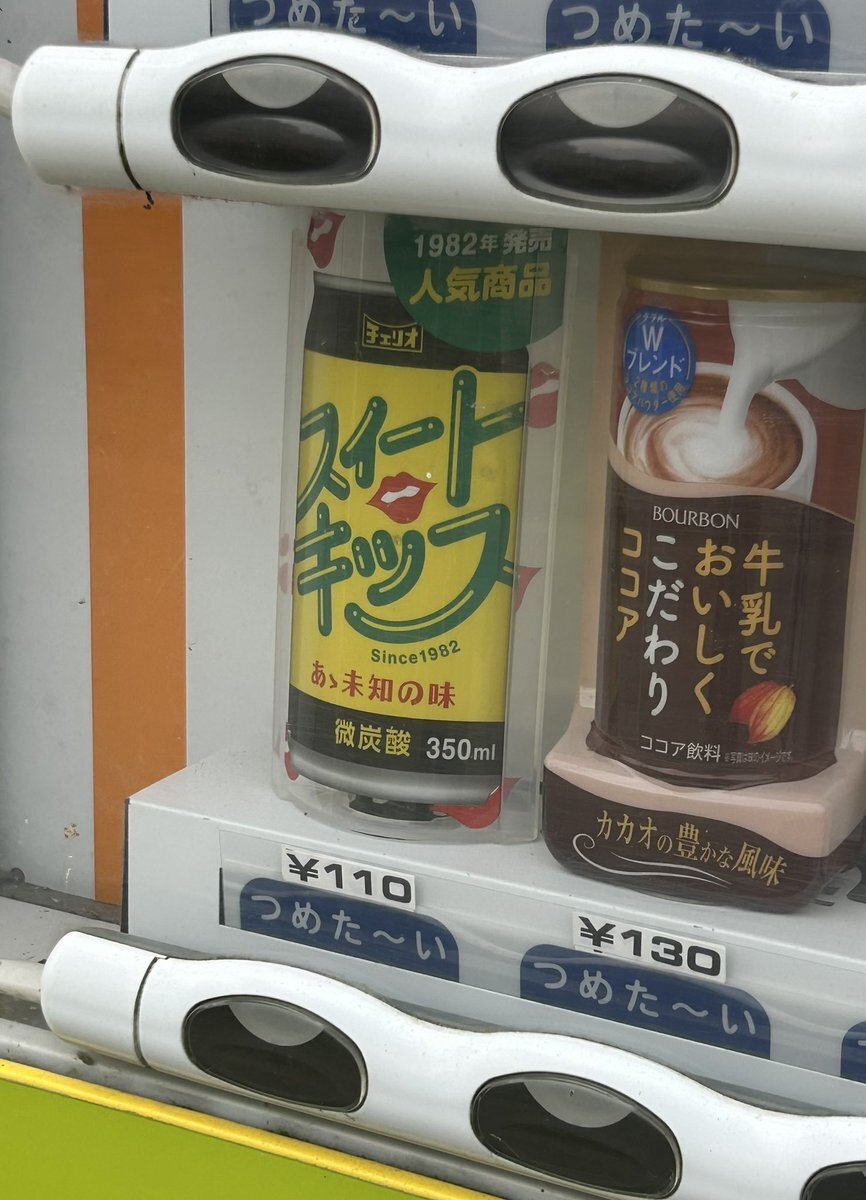 つめた〜い
つめた〜い
1982年 発売
人気商品
チェリオ
スイート
キッス
Since1982
あゝ未知の味
微炭酸 350ml
W
ブレンド
BOURBON
牛乳で
おいしく
こだわり
ココア
ココア飲料
カカオの豊かな風味
¥110
つめた〜い
¥130
つめた〜い